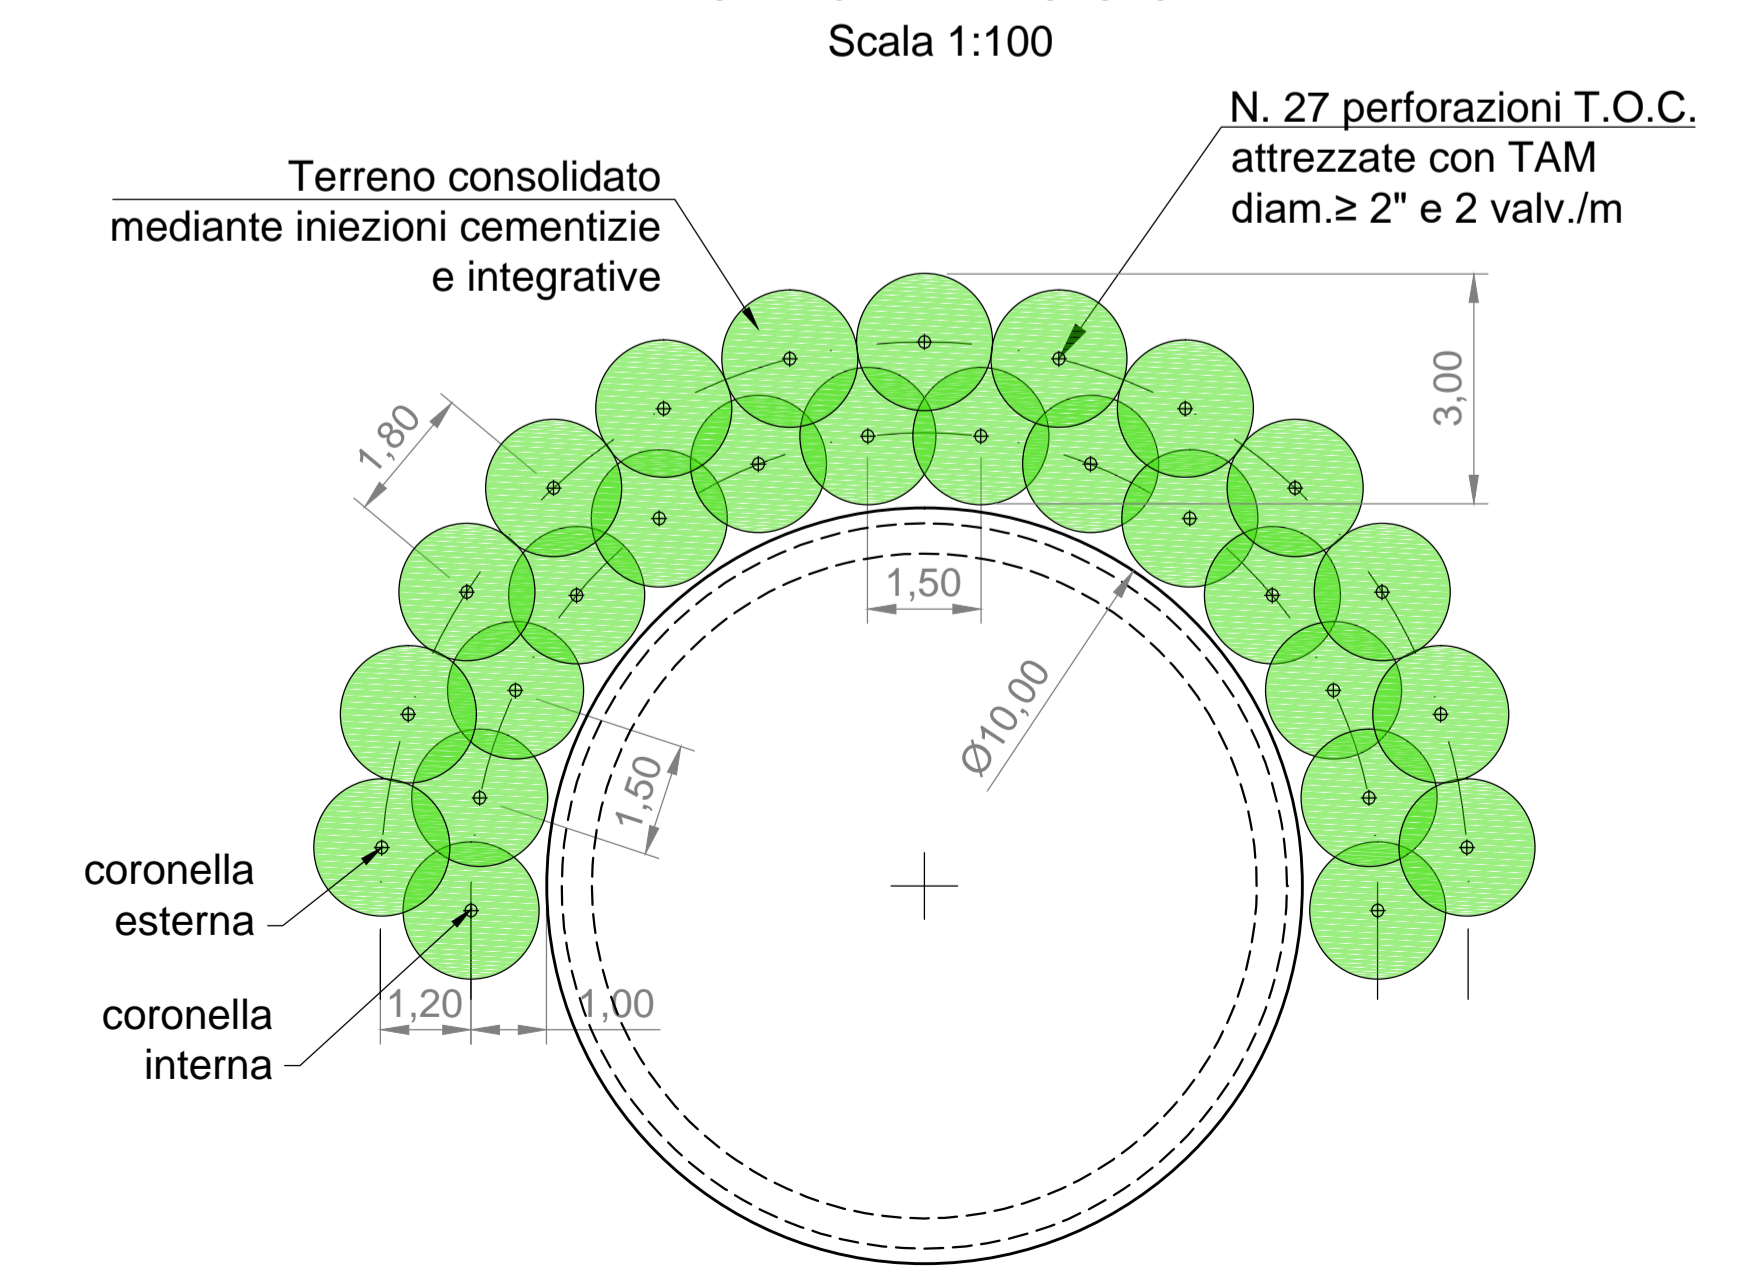 Scala 1:100
N. 27 perforazioni T.O.C.
attrezzate con TAM
diam.≥ 2" e 2 valv./m
Terreno consolidato
mediante iniezioni cementizie
e integrative
3,00
1,80
1,50
Ø10,00
1,50
coronella
esterna
1,20
1,00
coronella
interna